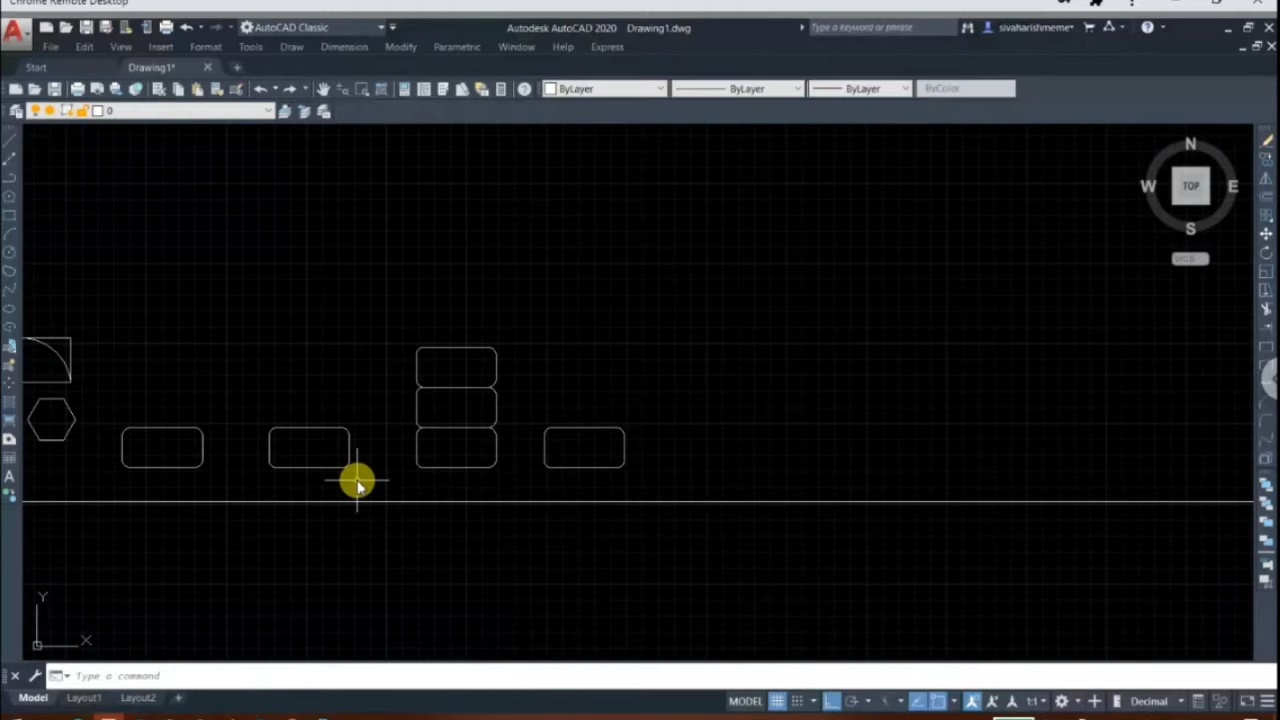 Chrome Remote Desktop
AutoCAD Classic
Autodesk AutoCAD 2020 Drawing1.dwg
Type a keyword or phrase
sivaharishmeme
File Edit View Insert Format Tools Draw Dimension Modify Parametric Window Help Express
Start Drawing1*
ByLayer ByLayer ByLayer ByColor
0
N
W TOP E
S
WCS
A
Y
X
Type a command
Model Layout1 Layout2 +
MODEL 1:1 Decimal